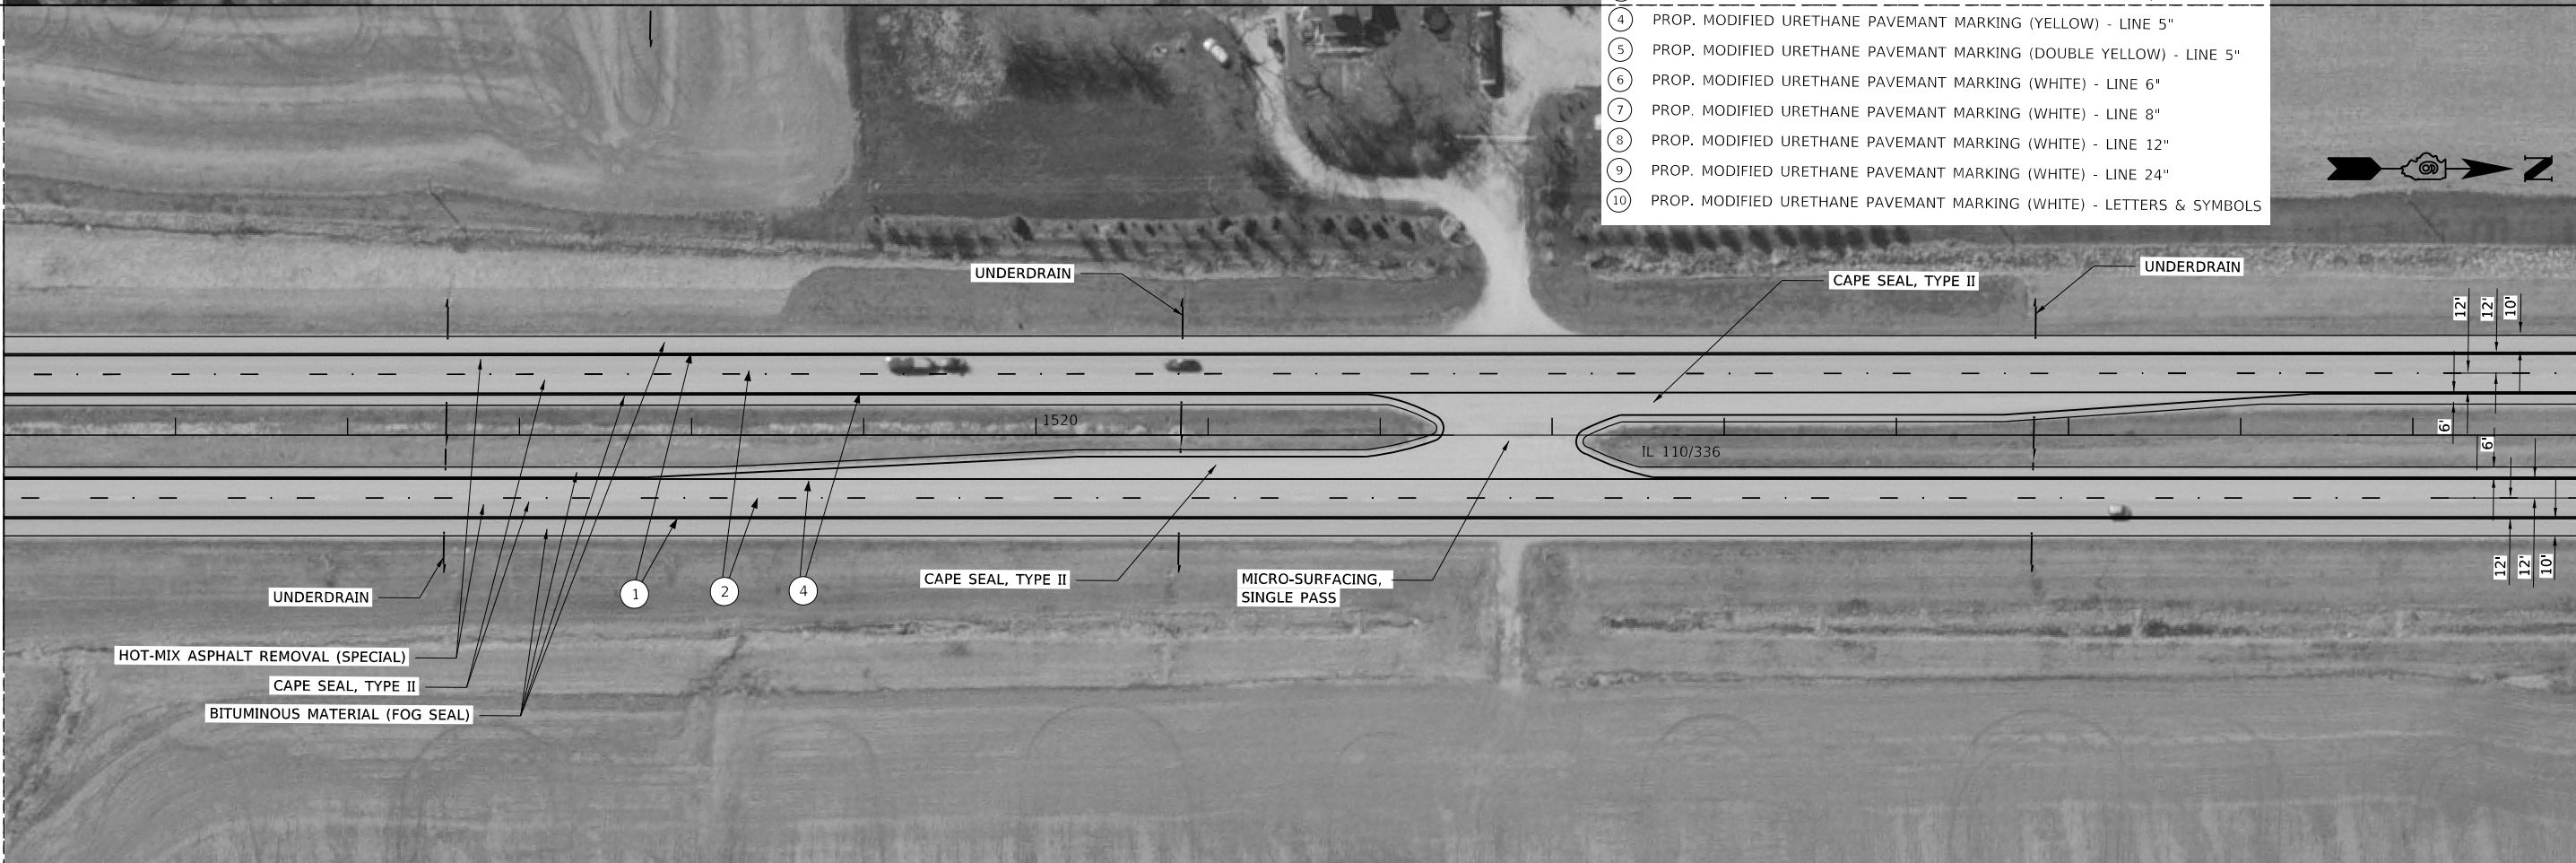 4 PROP. MODIFIED URETHANE PAVEMANT MARKING (YELLOW) - LINE 5"
5 PROP. MODIFIED URETHANE PAVEMANT MARKING (DOUBLE YELLOW) - LINE 5"
6 PROP. MODIFIED URETHANE PAVEMANT MARKING (WHITE) - LINE 6"
7 PROP. MODIFIED URETHANE PAVEMANT MARKING (WHITE) - LINE 8"
8 PROP. MODIFIED URETHANE PAVEMANT MARKING (WHITE) - LINE 12"
9 PROP. MODIFIED URETHANE PAVEMANT MARKING (WHITE) - LINE 24"
10 PROP. MODIFIED URETHANE PAVEMANT MARKING (WHITE) - LETTERS & SYMBOLS
N
UNDERDRAIN
CAPE SEAL, TYPE II
UNDERDRAIN
12'
12'
10'
1520
IL 110/336
6'
6'
UNDERDRAIN
1
2
4
CAPE SEAL, TYPE II
MICRO-SURFACING,
SINGLE PASS
12'
12'
10'
HOT-MIX ASPHALT REMOVAL (SPECIAL)
CAPE SEAL, TYPE II
BITUMINOUS MATERIAL (FOG SEAL)